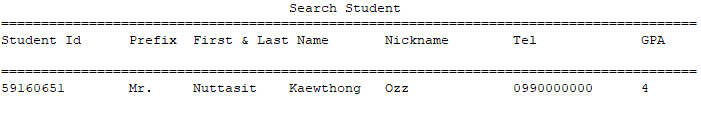 Search Student
=======================================================================================
Student Id      Prefix  First & Last Name       Nickname        Tel             GPA
=======================================================================================
59160651        Mr.     Nuttasit    Kaewthong   Ozz             0990000000      4